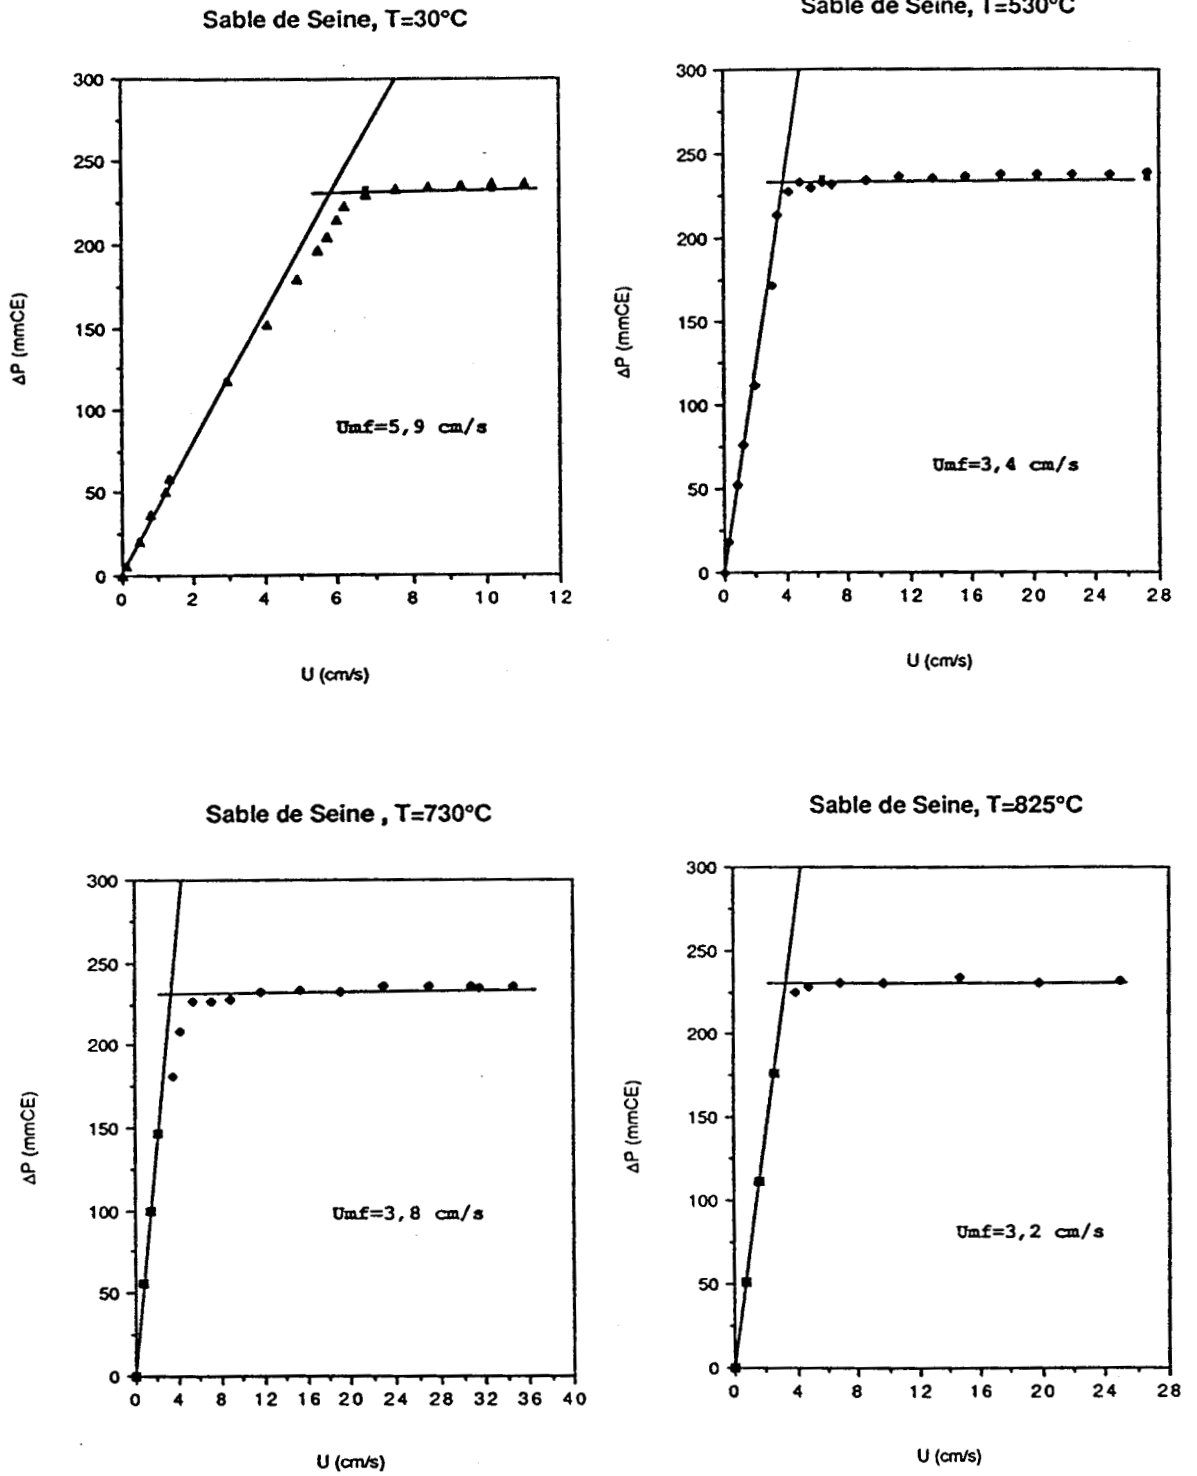 Sable de Seine, T=30°C
300
250
200
150
100
50
0
ΔP (mmCE)
Umf=5,9 cm/s
0 2 4 6 8 10 12
U (cm/s)
Sable de Seine, T=530°C
300
250
200
150
100
50
0
ΔP (mmCE)
Umf=3,4 cm/s
0 4 8 12 16 20 24 28
U (cm/s)
Sable de Seine , T=730°C
300
250
200
150
100
50
0
ΔP (mmCE)
Umf=3,8 cm/s
0 4 8 12 16 20 24 28 32 36 40
U (cm/s)
Sable de Seine, T=825°C
300
250
200
150
100
50
0
ΔP (mmCE)
Umf=3,2 cm/s
0 4 8 12 16 20 24 28
U (cm/s)